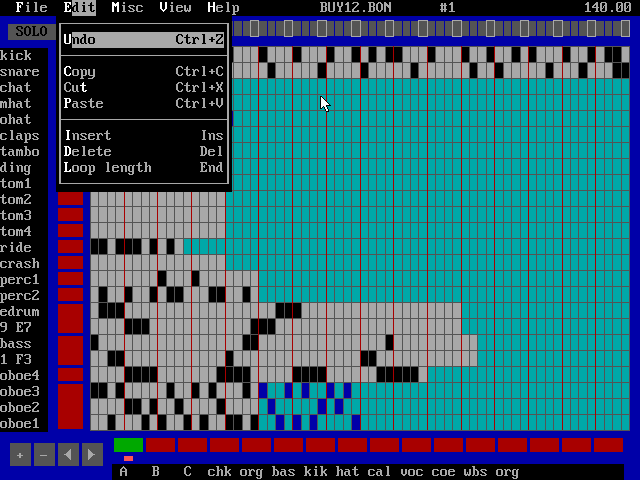 File Edit Misc View Help BUY12.BON #1 140.00
SOLO
Undo Ctrl+Z
Copy Ctrl+C
Cut Ctrl+X
Paste Ctrl+V
Insert Ins
Delete Del
Loop length End
kick
snare
chat
mhat
ohat
claps
tambo
ding
tom1
tom2
tom3
tom4
ride
crash
perc1
perc2
edrum
9 E7
bass
1 F3
oboe4
oboe3
oboe2
oboe1
+ −
A B C chk org bas kik hat cal voc coe wbs org